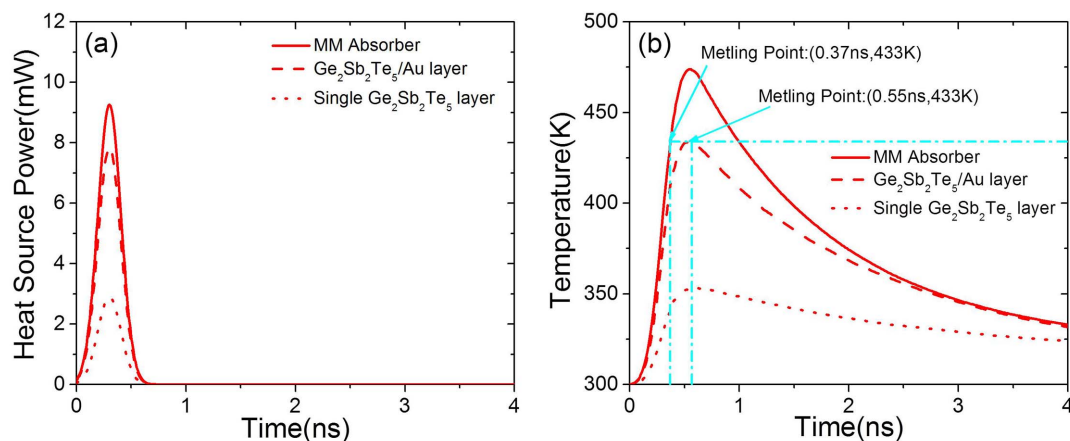 (a)
12
10
8
6
4
2
0
Heat Source Power(mW)
MM Absorber
Ge₂Sb₂Te₅/Au layer
Single Ge₂Sb₂Te₅ layer
0 1 2 3 4
Time(ns)
(b)
500
450
400
350
300
Temperature(K)
Metling Point:(0.37ns,433K)
Metling Point:(0.55ns,433K)
MM Absorber
Ge₂Sb₂Te₅/Au layer
Single Ge₂Sb₂Te₅ layer
0 1 2 3 4
Time(ns)